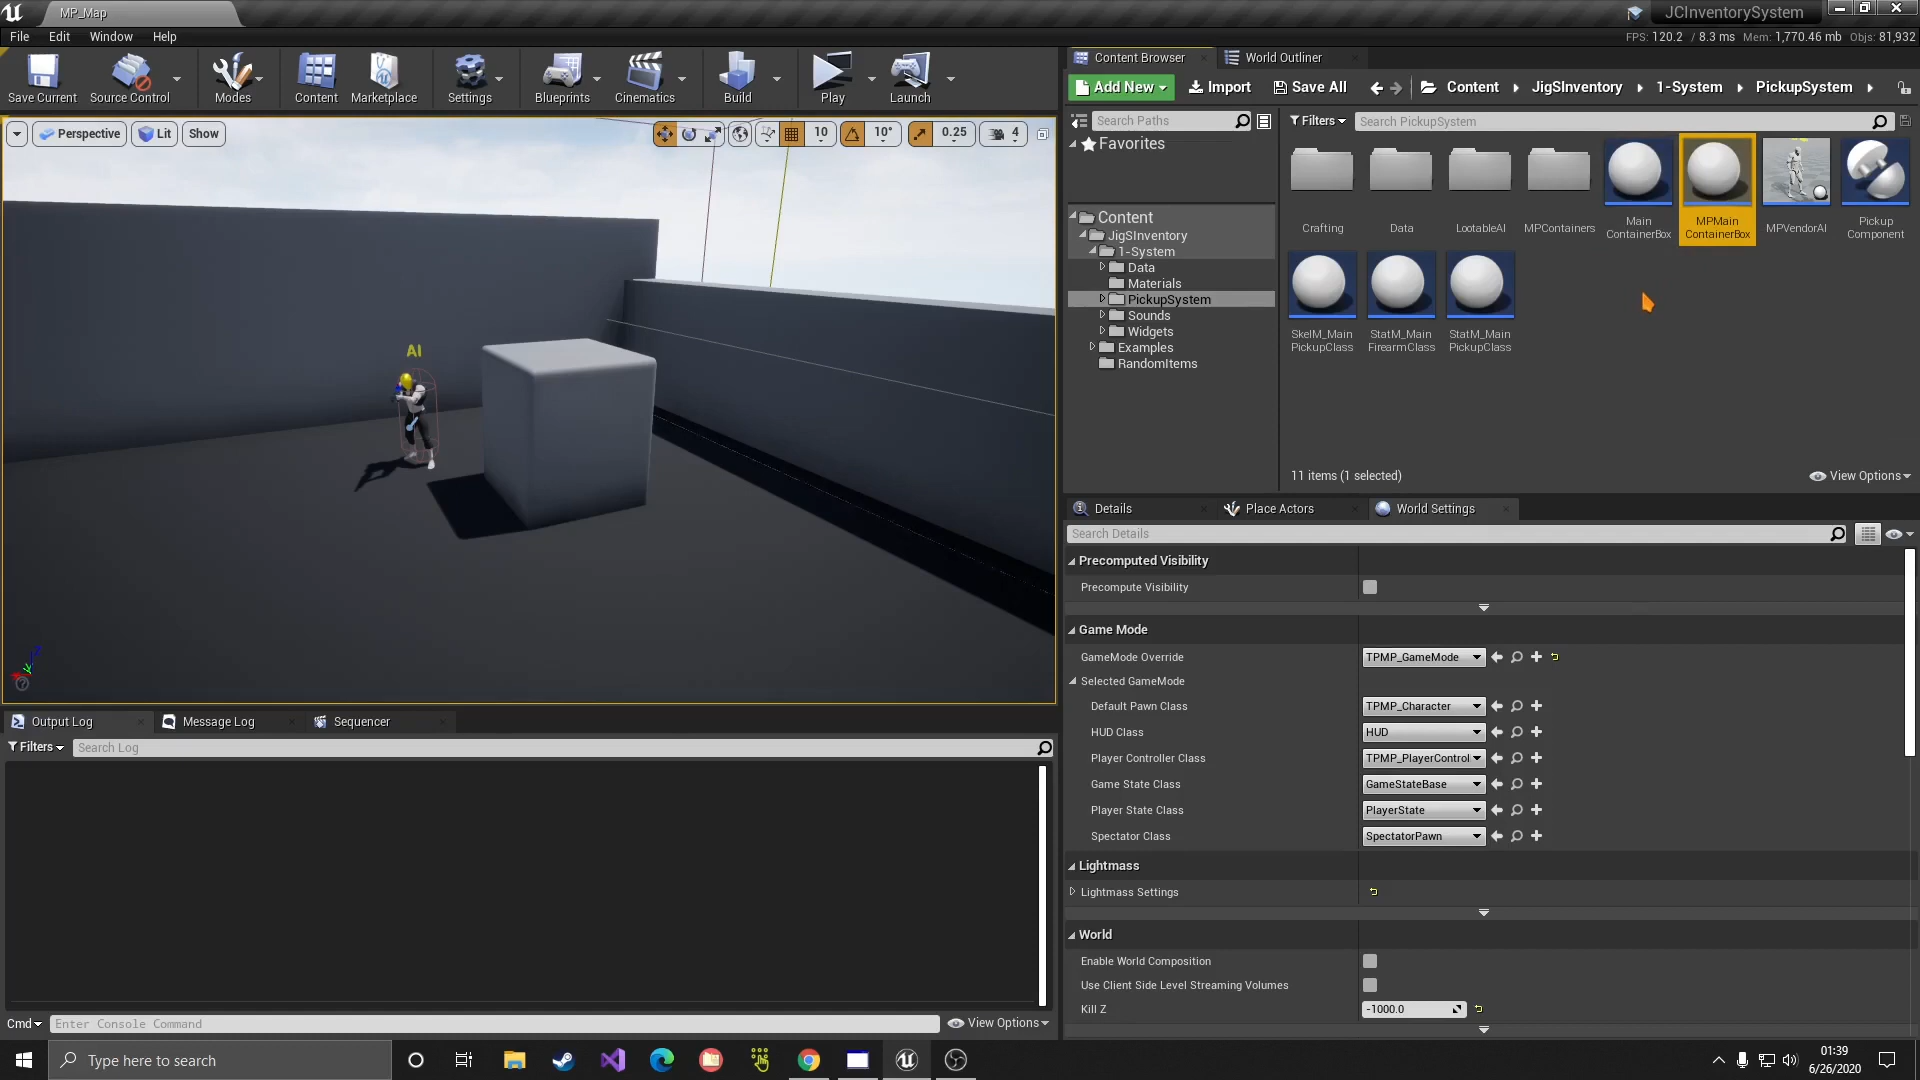 MP_Map
JCInventorySystem
File Edit Window Help
FPS: 120.2 / 8.3 ms Mem: 1,770.46 mb Objs: 81,932
Save Current Source Control Modes Content Marketplace Settings Blueprints Cinematics Build Play Launch
Perspective Lit Show
10 10° 0.25 4
AI
Content Browser World Outliner
Add New Import Save All Content JigSInventory 1-System PickupSystem
Search Paths
Filters Search PickupSystem
Favorites
Content
JigSInventory
1-System
Data
Materials
PickupSystem
Sounds
Widgets
Examples
RandomItems
Crafting Data LootableAI MPContainers Main ContainerBox MPMain ContainerBox MPVendorAI Pickup Component
SkelM_Main PickupClass StatM_Main FirearmClass StatM_Main PickupClass
11 items (1 selected) View Options
Details Place Actors World Settings
Search Details
Precomputed Visibility
Precompute Visibility
Game Mode
GameMode Override TPMP_GameMode
Selected GameMode
Default Pawn Class TPMP_Character
HUD Class HUD
Player Controller Class TPMP_PlayerControl
Game State Class GameStateBase
Player State Class PlayerState
Spectator Class SpectatorPawn
Lightmass
Lightmass Settings
World
Enable World Composition
Use Client Side Level Streaming Volumes
Kill Z -1000.0
Output Log Message Log Sequencer
Filters Search Log
Cmd Enter Console Command View Options
Type here to search
01:39
6/26/2020